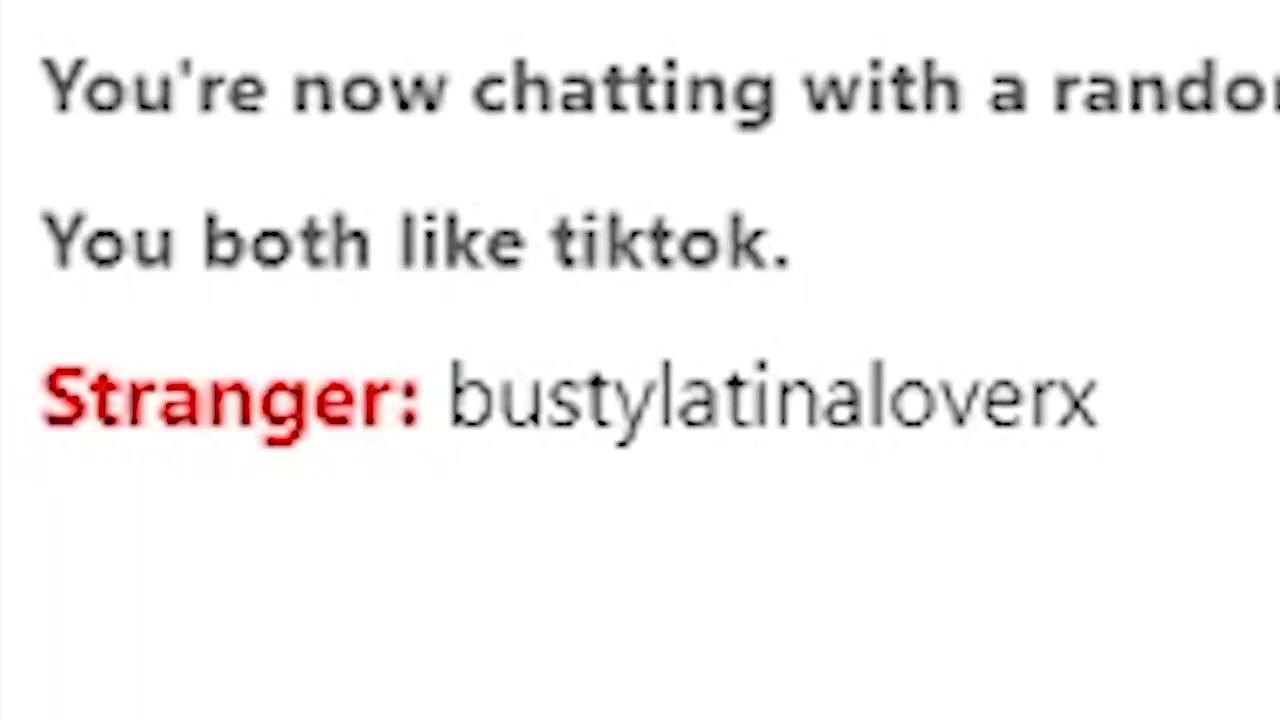 You're now chatting with a
You both like tiktok.
Stranger: bustylatinaloverx